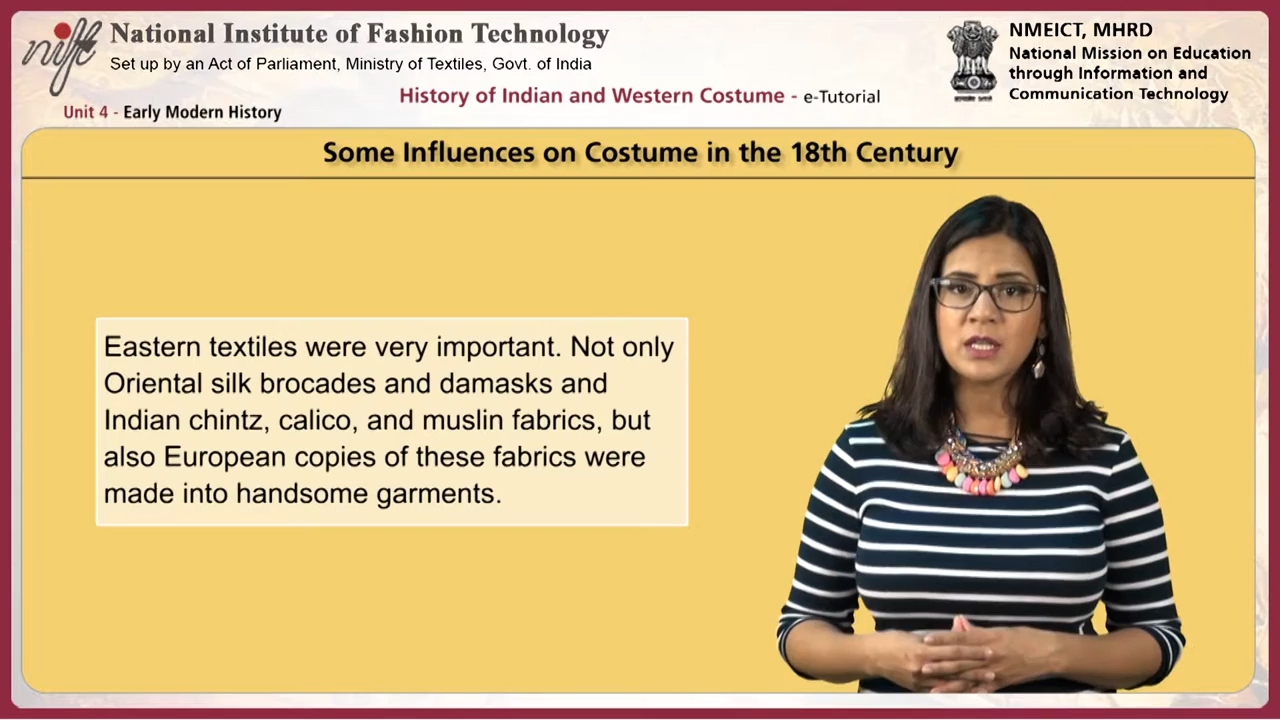 nift
National Institute of Fashion Technology
Set up by an Act of Parliament, Ministry of Textiles, Govt. of India
NMEICT, MHRD
National Mission on Education
through Information and
Communication Technology
History of Indian and Western Costume - e-Tutorial
Unit 4 - Early Modern History
Some Influences on Costume in the 18th Century
Eastern textiles were very important. Not only
Oriental silk brocades and damasks and
Indian chintz, calico, and muslin fabrics, but
also European copies of these fabrics were
made into handsome garments.